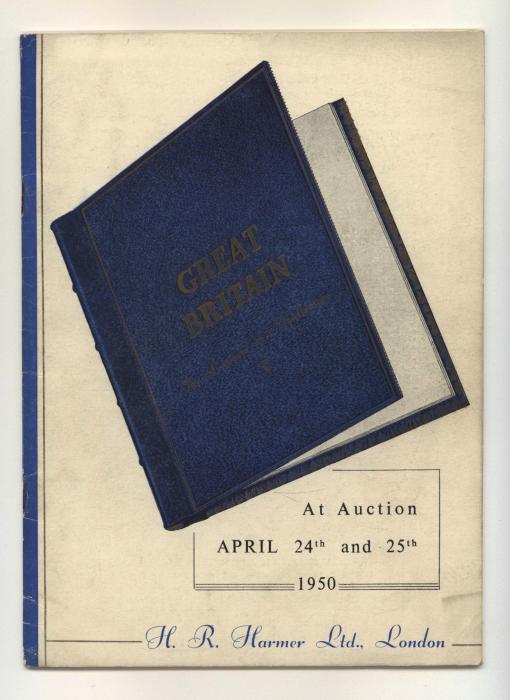 GREAT
BRITAIN
At Auction
APRIL 24th and 25th
1950
H. R. Harmer Ltd., London